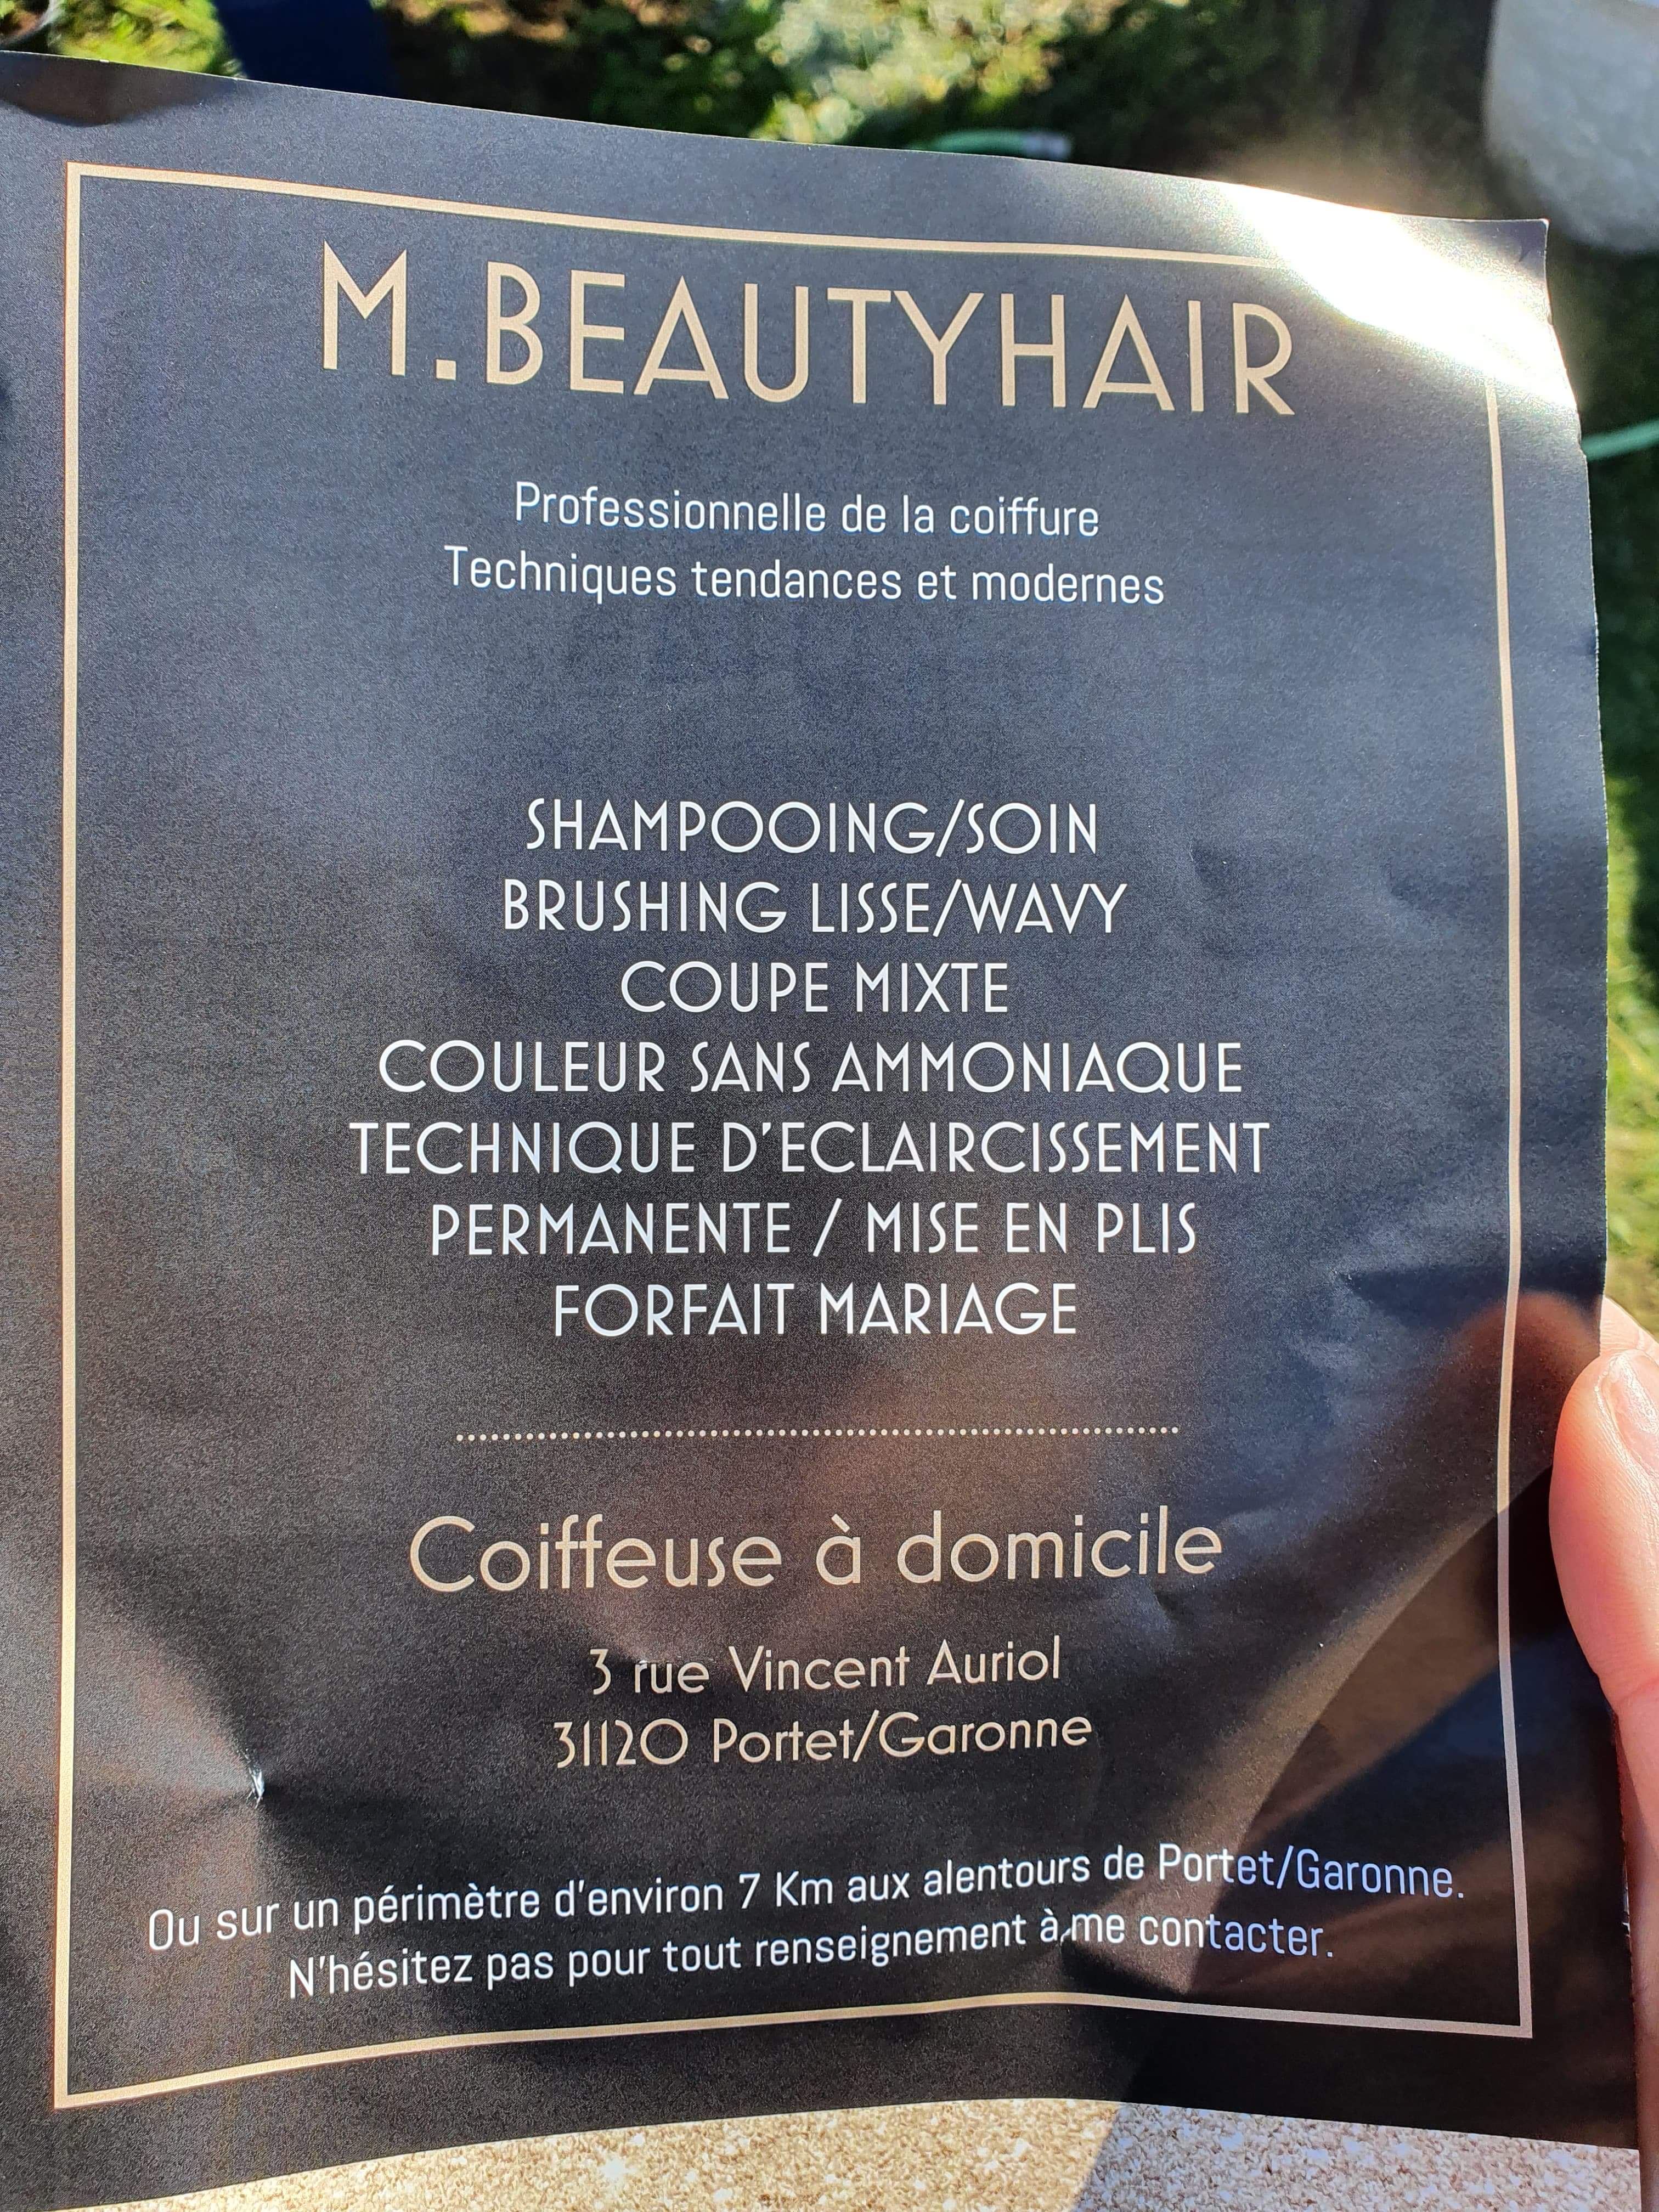 M.BEAUTYHAIR
Professionnelle de la coiffure
Techniques tendances et modernes
SHAMPOOING/SOIN
BRUSHING LISSE/WAVY
COUPE MIXTE
COULEUR SANS AMMONIAQUE
TECHNIQUE D'ECLAIRCISSEMENT
PERMANENTE / MISE EN PLIS
FORFAIT MARIAGE
Coiffeuse à domicile
3 rue Vincent Auriol
31120 Portet/Garonne
Ou sur un périmètre d'environ 7 Km aux alentours de Portet/Garonne.
N'hésitez pas pour tout renseignement à me contacter.